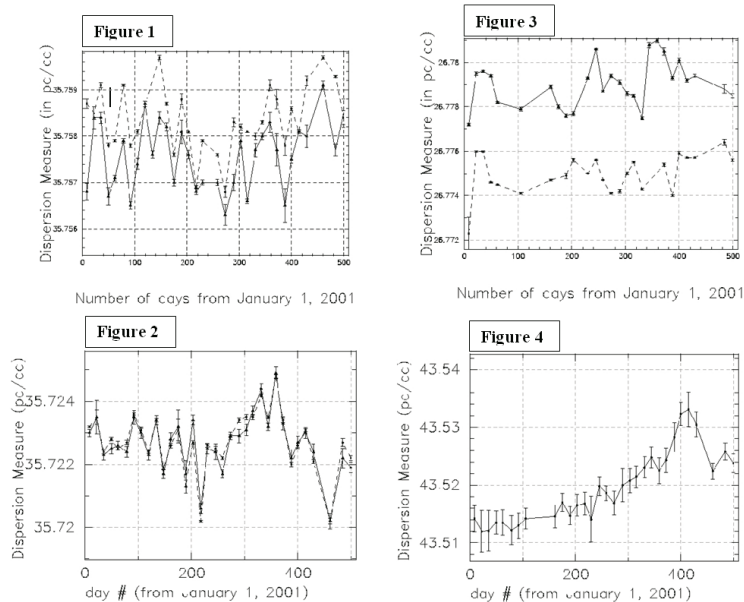 Figure 1
Dispersion Measure (in pc/cc)
35.759
35.758
35.757
35.756
0 100 200 300 400 500
Number of cays from January 1, 2001
Figure 3
Dispersion Measure (in pc/cc)
26.78
26.778
26.776
26.774
26.772
0 100 200 300 400 500
Number of cays from January 1, 2001
Figure 2
Dispersion Measure (pc/cc)
35.724
35.722
35.72
0 200 400
day # (from January 1, 2001)
Figure 4
Dispersion Measure (pc/cc)
43.54
43.53
43.52
43.51
0 200 400
day # (from January 1, 2001)